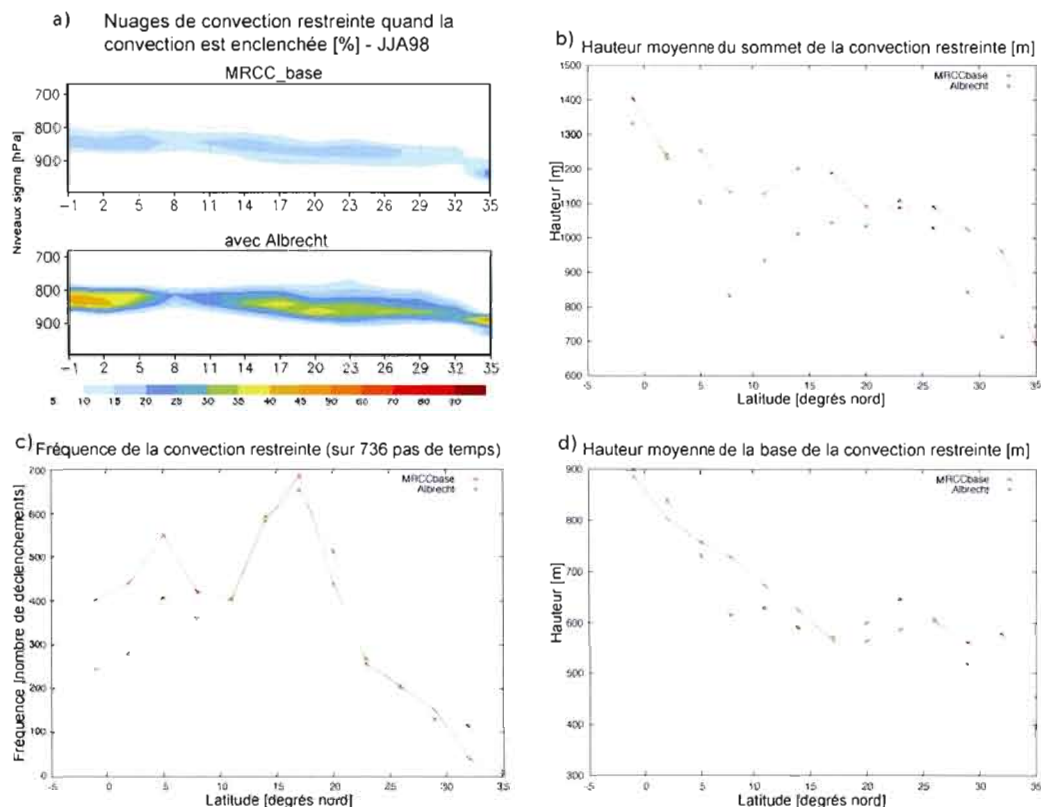 a) Nuages de convection restreinte quand la
convection est enclenchée [%] - JJA98
MRCC_base
Niveaux sigma [hPa]
700
800
900
-1 2 5 8 11 14 17 20 23 26 29 32 35
avec Albrecht
700
800
900
-1 2 5 8 11 14 17 20 23 26 29 32 35
5 10 15 20 25 30 35 40 45 50 60 70 80 90
b) Hauteur moyenne du sommet de la convection restreinte [m]
MRCCbase
Albrecht
Hauteur [m]
1500
1400
1300
1200
1100
1000
900
800
700
600
-5 0 5 10 15 20 25 30 35
Latitude [degrés nord]
c) Fréquence de la convection restreinte (sur 736 pas de temps)
MRCCbase
Albrecht
Fréquence [nombre de déclenchements]
700
600
500
400
300
200
100
0
-5 0 5 10 15 20 25 30 35
Latitude [degrés nord]
d) Hauteur moyenne de la base de la convection restreinte [m]
MRCCbase
Albrecht
Hauteur [m]
900
800
700
600
500
400
300
-5 0 5 10 15 20 25 30 35
Latitude [degrés nord]